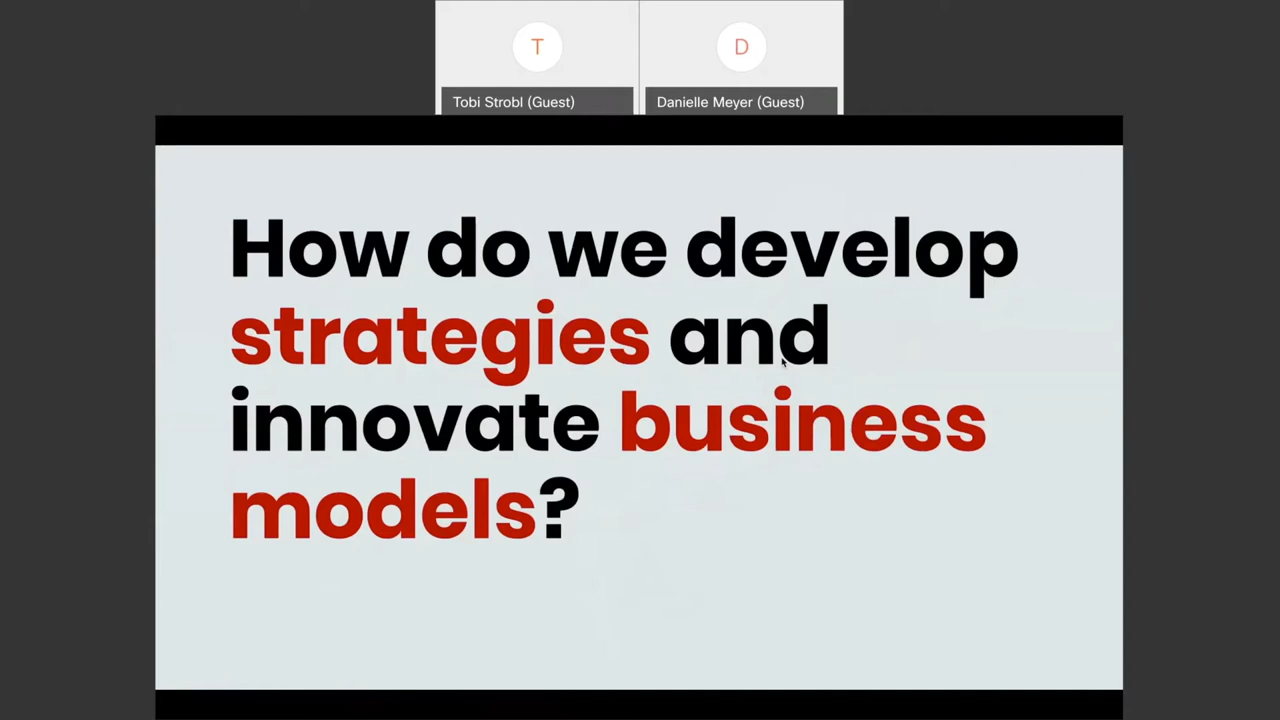 T
D
Tobi Strobl (Guest)
Danielle Meyer (Guest)
How do we develop
strategies and
innovate business
models?